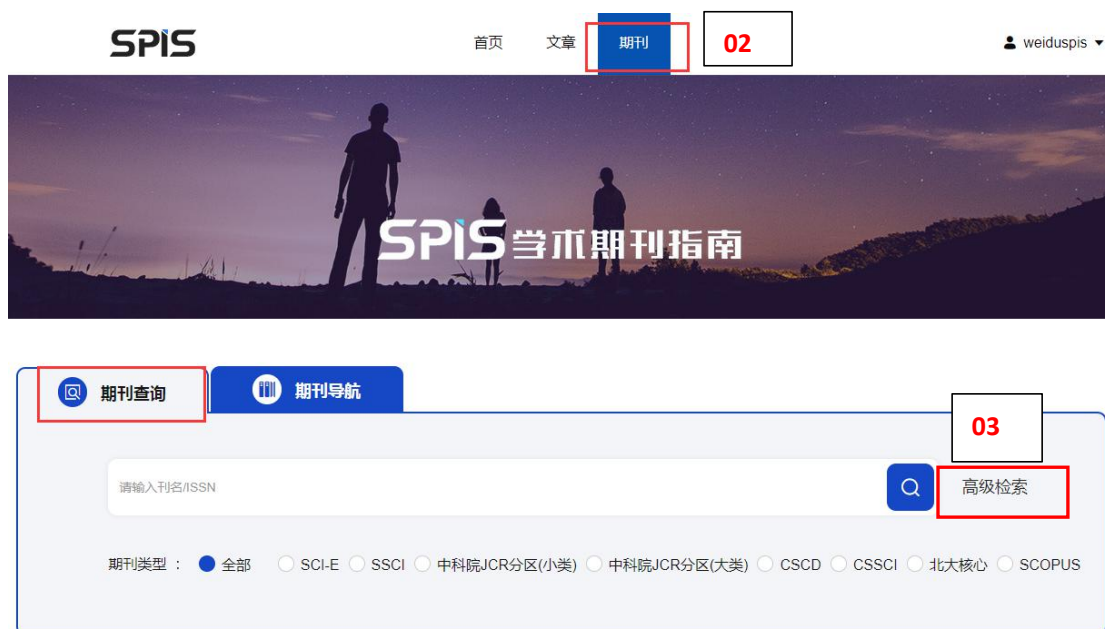 SPIS 首页 文章 期刊 02 weiduspis
SPIS学术期刊指南
期刊查询 期刊导航
03
请输入刊名/ISSN 高级检索
期刊类型 : 全部 SCI-E SSCI 中科院JCR分区(小类) 中科院JCR分区(大类) CSCD CSSCI 北大核心 SCOPUS